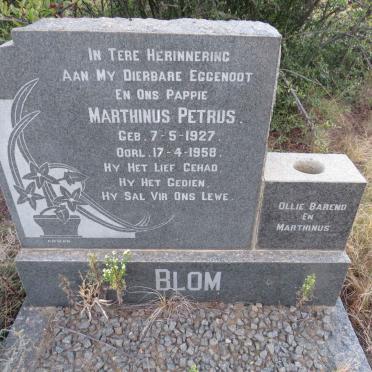 IN TERE HERINNERING
AAN MY DIERBARE EGGENOOT
EN ONS PAPPIE
MARTHINUS PETRUS.
GEB. 7-5-1927.
OORL. 17-4-1958.
HY HET LIEF GEHAD.
HY HET GEDIEN.
HY SAL VIR ONS LEWE.
OLLIE BAREND
EN
MARTHINUS.
BLOM